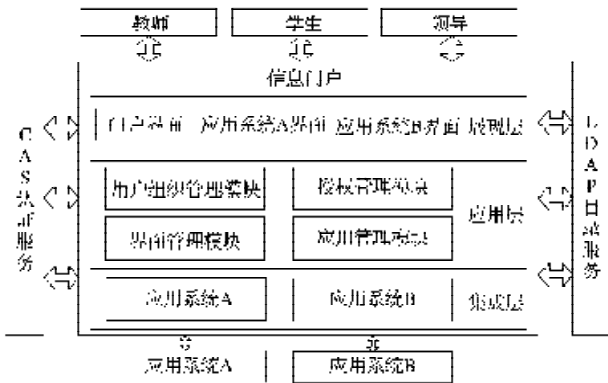 教师 学生 领导
信息门户
门户界面 应用系统A界面 应用系统B界面 展现层
用户组织管理模块 授权管理模块
应用层
界面管理模块 应用管理模块
应用系统A 应用系统B 集成层
应用系统A 应用系统B
CAS认证服务
LDAP目录服务